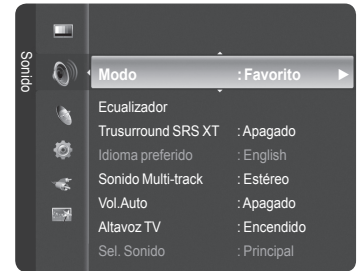 Sonido
Modo : Favorito
Ecualizador
Trusurround SRS XT : Apagado
Idioma preferido : English
Sonido Multi-track : Estéreo
Vol.Auto : Apagado
Altavoz TV : Encendido
Sel. Sonido : Principal